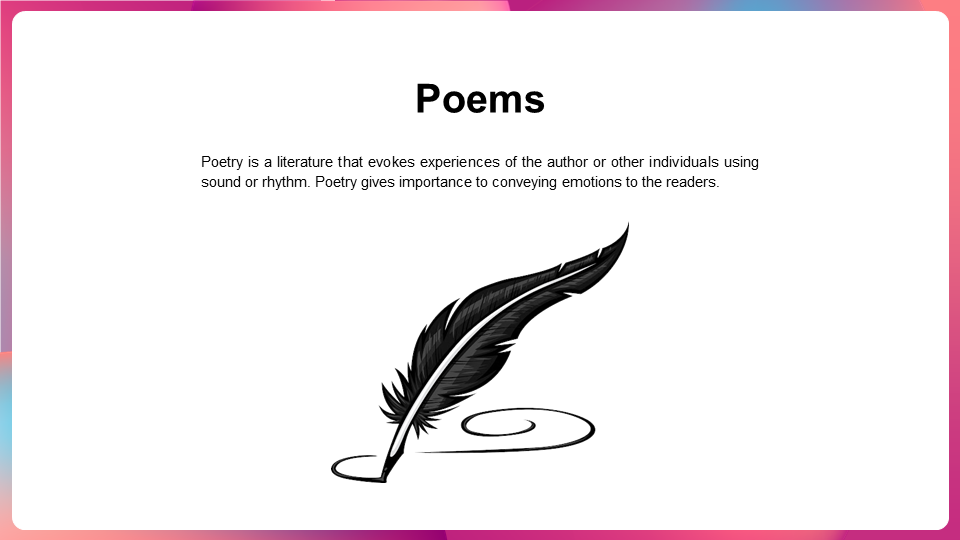 Poems
Poetry is a literature that evokes experiences of the author or other individuals using
sound or rhythm. Poetry gives importance to conveying emotions to the readers.